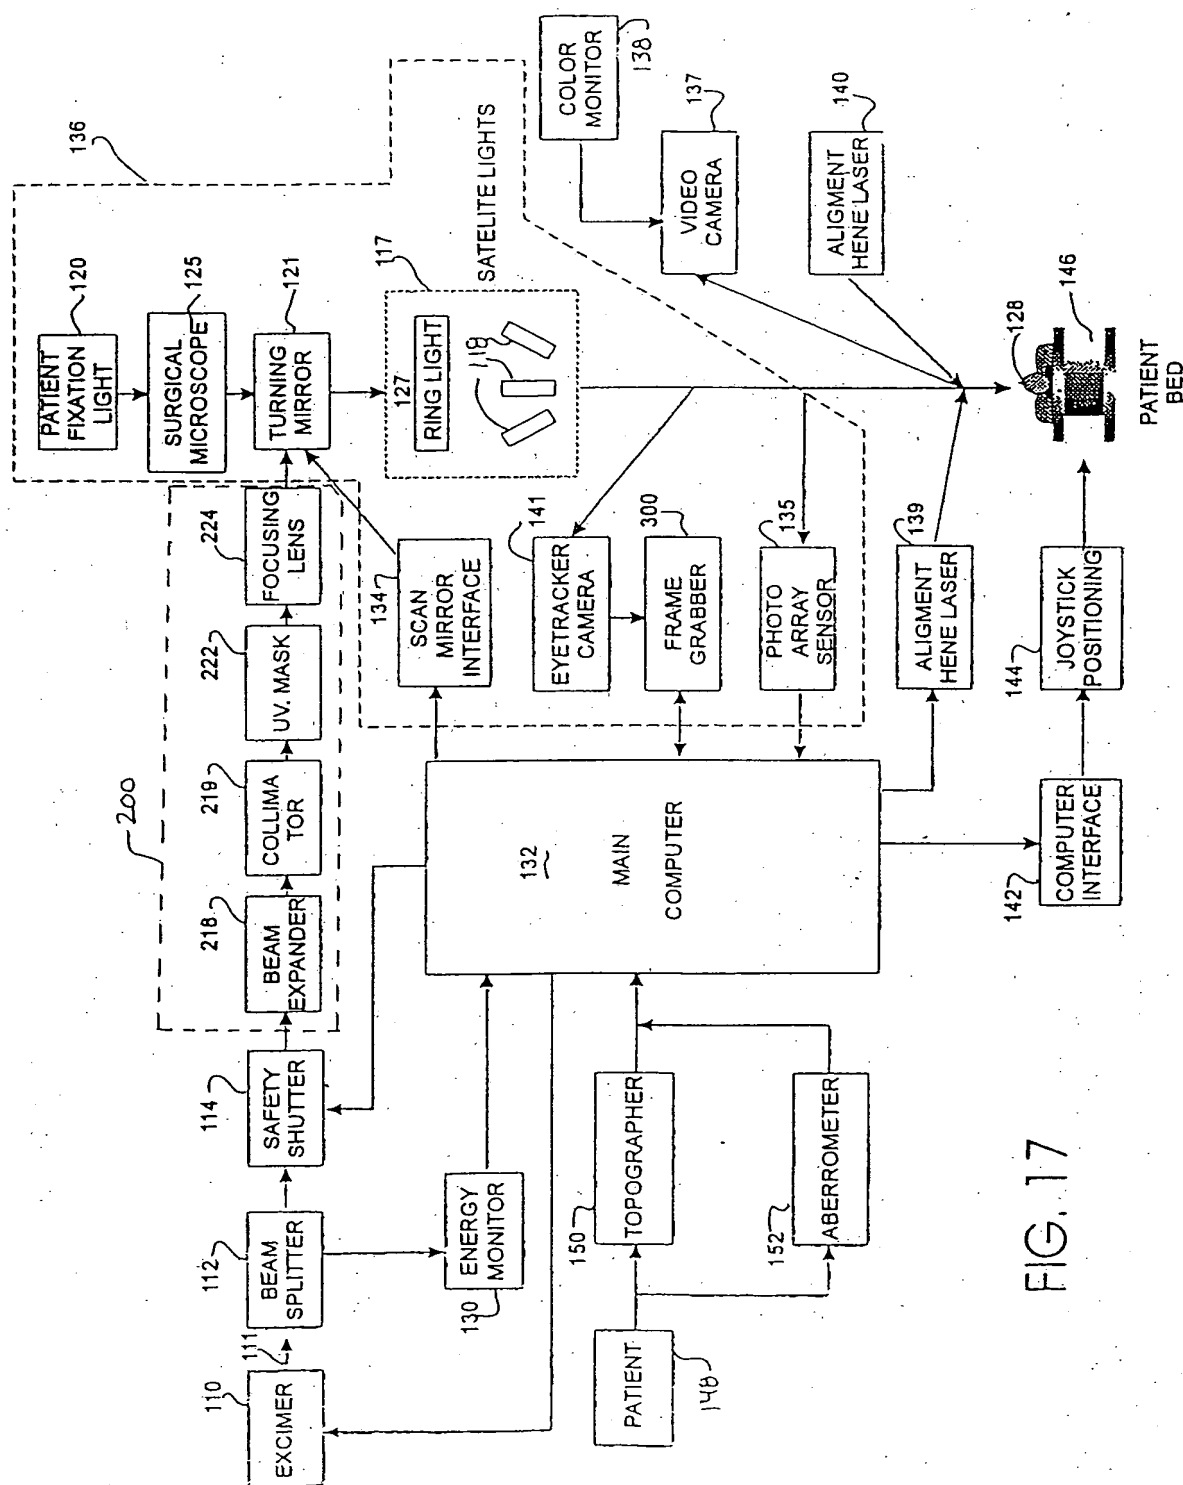 136
PATIENT
FIXATION
LIGHT
120
SURGICAL
MICROSCOPE
125
TURNING
MIRROR
121
117
127
RING LIGHT
118
SATELITE LIGHTS
COLOR
MONITOR
138
VIDEO
CAMERA
137
ALIGMENT
HENE LASER
140
128
146
PATIENT
BED
200
224
FOCUSING
LENS
222
UV. MASK
219
COLLIMA
TOR
218
BEAM
EXPANDER
114
SAFETY
SHUTTER
112
BEAM
SPLITTER
111
110
EXCIMER
134
SCAN
MIRROR
INTERFACE
141
EYETRACKER
CAMERA
300
FRAME
GRABBER
135
PHOTO
ARRAY
SENSOR
139
ALIGMENT
HENE LASER
144
JOYSTICK
POSITIONING
132
MAIN
COMPUTER
142
COMPUTER
INTERFACE
ENERGY
MONITOR
130
150
TOPOGRAPHER
152
ABERROMETER
PATIENT
148
FIG. 17